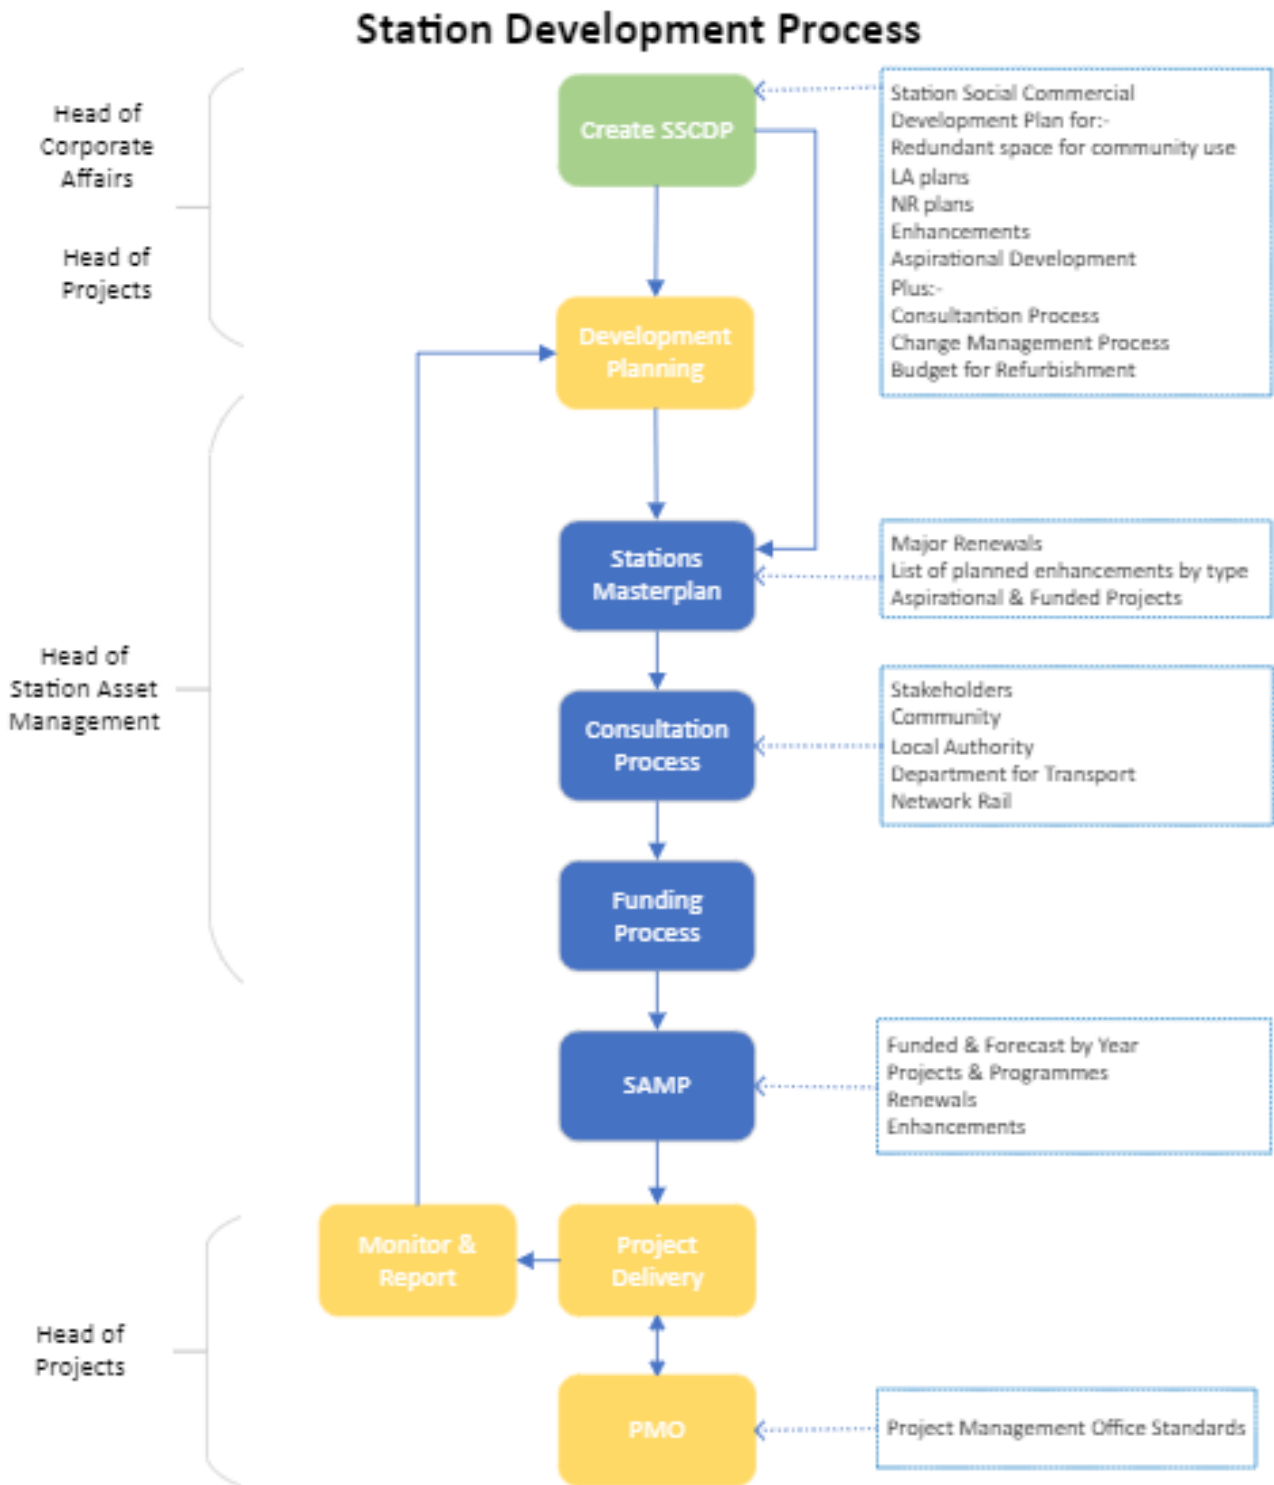 Station Development Process
Head of
Corporate
Affairs
Head of
Projects
Create SSCDP
Station Social Commercial
Development Plan for:-
Redundant space for community use
LA plans
NR plans
Enhancements
Aspirational Development
Plus:-
Consultantion Process
Change Management Process
Budget for Refurbishment
Development
Planning
Head of
Station Asset
Management
Stations
Masterplan
Major Renewals
List of planned enhancements by type
Aspirational & Funded Projects
Consultation
Process
Stakeholders
Community
Local Authority
Department for Transport
Network Rail
Funding
Process
SAMP
Funded & Forecast by Year
Projects & Programmes
Renewals
Enhancements
Head of
Projects
Monitor &
Report
Project
Delivery
PMO
Project Management Office Standards